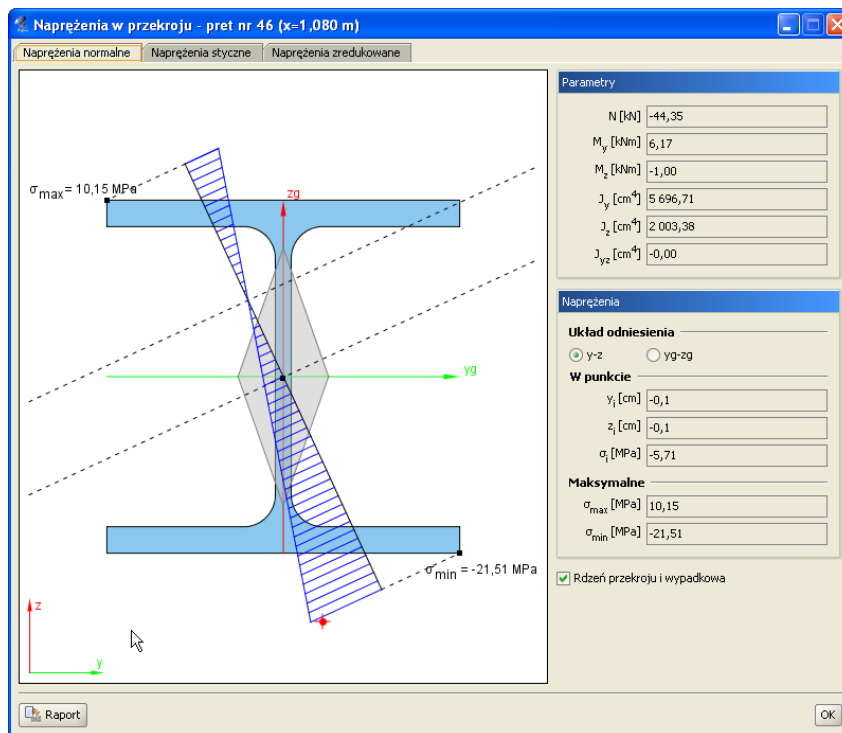 Naprężenia w przekroju - pret nr 46 (x=1,080 m)
Naprężenia normalne
Naprężenia styczne
Naprężenia zredukowane
σmax = 10,15 MPa
zg
yg
σmin = -21,51 MPa
z
y
Parametry
N [kN] -44,35
My [kNm] 6,17
Mz [kNm] -1,00
Jy [cm4] 5 696,71
Jz [cm4] 2 003,38
Jyz [cm4] -0,00
Naprężenia
Układ odniesienia
y-z yg-zg
W punkcie
yi [cm] -0,1
zi [cm] -0,1
σi [MPa] -5,71
Maksymalne
σmax [MPa] 10,15
σmin [MPa] -21,51
Rdzeń przekroju i wypadkowa
Raport
OK